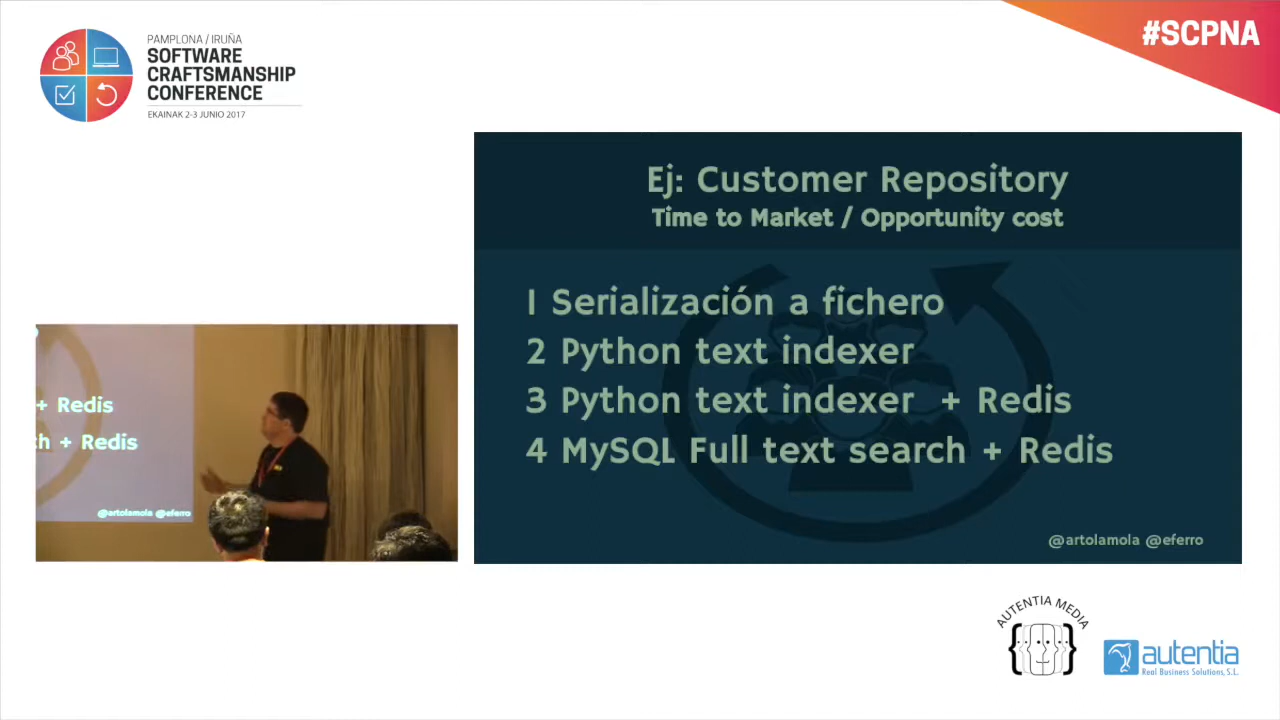 PAMPLONA / IRUÑA
SOFTWARE
CRAFTSMANSHIP
CONFERENCE
EKAINAK 2-3 JUNIO 2017
#SCPNA
Ej: Customer Repository
Time to Market / Opportunity cost
1 Serialización a fichero
2 Python text indexer
3 Python text indexer + Redis
4 MySQL Full text search + Redis
@artolamola @eferro
+ Redis
ch + Redis
@artolamola @eferro
AUTENTIA MEDIA
autentia
Real Business Solutions, S.L.